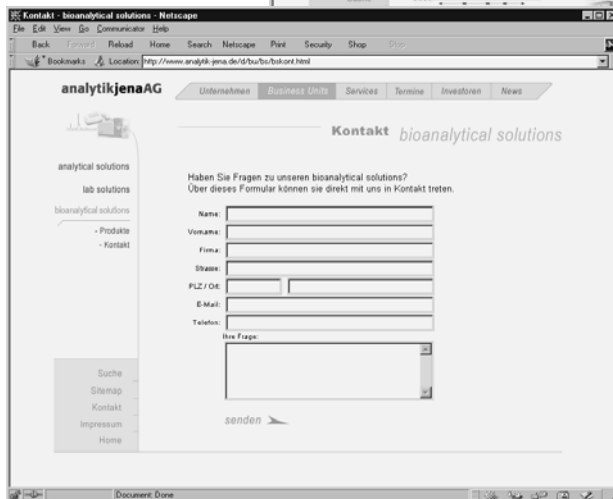 Kontakt - bioanalytical solutions - Netscape
File Edit View Go Communicator Help
Back Forward Reload Home Search Netscape Print Security Shop Stop
Bookmarks Location: http://www.analytik-jena.de/d/bu/bs/bskont.html
analytikjenaAG
Unternehmen Business Units Services Termine Investoren News
Kontakt bioanalytical solutions
analytical solutions
lab solutions
bioanalytical solutions
- Produkte
- Kontakt
Haben Sie Fragen zu unseren bioanalytical solutions?
Über dieses Formular können sie direkt mit uns in Kontakt treten.
Name:
Vorname:
Firma:
Strasse:
PLZ / Ort:
E-Mail:
Telefon:
Ihre Frage:
senden
Suche
Sitemap
Kontakt
Impressum
Home
Document: Done